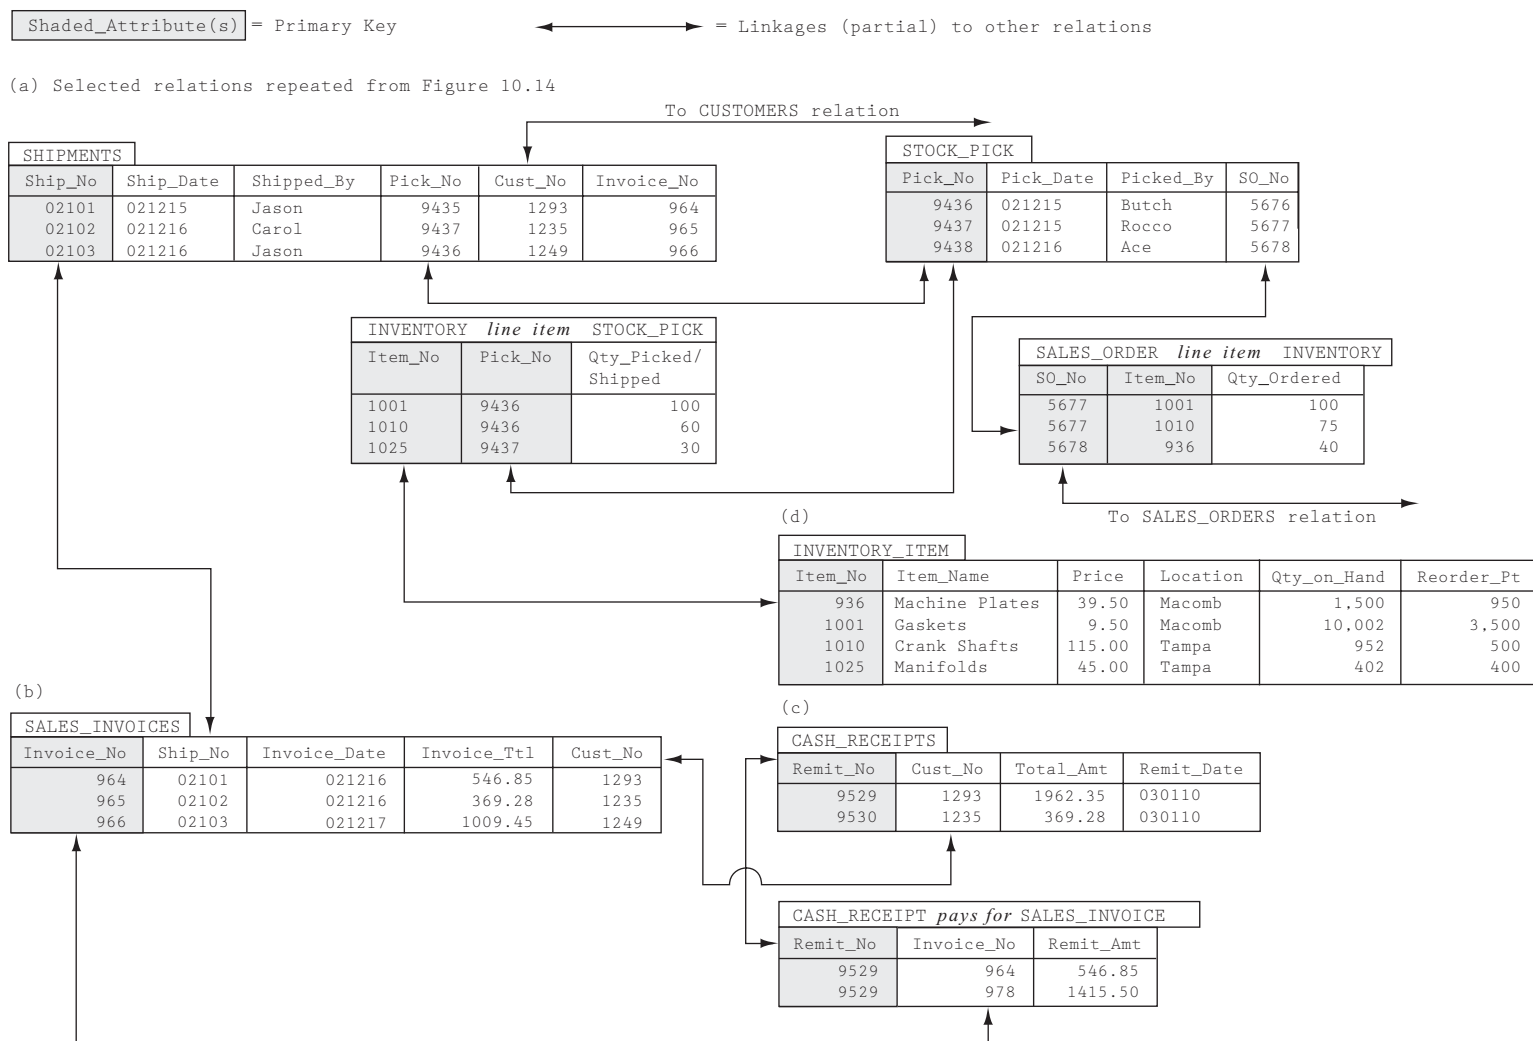 Shaded_Attribute(s) = Primary Key = Linkages (partial) to other relations
(a) Selected relations repeated from Figure 10.14
To CUSTOMERS relation
SHIPMENTS
Ship_No Ship_Date Shipped_By Pick_No Cust_No Invoice_No
02101 021215 Jason 9435 1293 964
02102 021216 Carol 9437 1235 965
02103 021216 Jason 9436 1249 966
STOCK_PICK
Pick_No Pick_Date Picked_By SO_No
9436 021215 Butch 5676
9437 021215 Rocco 5677
9438 021216 Ace 5678
INVENTORY line item STOCK_PICK
Item_No Pick_No Qty_Picked/
Shipped
1001 9436 100
1010 9436 60
1025 9437 30
SALES_ORDER line item INVENTORY
SO_No Item_No Qty_Ordered
5677 1001 100
5677 1010 75
5678 936 40
To SALES_ORDERS relation
(d)
INVENTORY_ITEM
Item_No Item_Name Price Location Qty_on_Hand Reorder_Pt
936 Machine Plates 39.50 Macomb 1,500 950
1001 Gaskets 9.50 Macomb 10,002 3,500
1010 Crank Shafts 115.00 Tampa 952 500
1025 Manifolds 45.00 Tampa 402 400
(b)
SALES_INVOICES
Invoice_No Ship_No Invoice_Date Invoice_Ttl Cust_No
964 02101 021216 546.85 1293
965 02102 021216 369.28 1235
966 02103 021217 1009.45 1249
(c)
CASH_RECEIPTS
Remit_No Cust_No Total_Amt Remit_Date
9529 1293 1962.35 030110
9530 1235 369.28 030110
CASH_RECEIPT pays for SALES_INVOICE
Remit_No Invoice_No Remit_Amt
9529 964 546.85
9529 978 1415.50